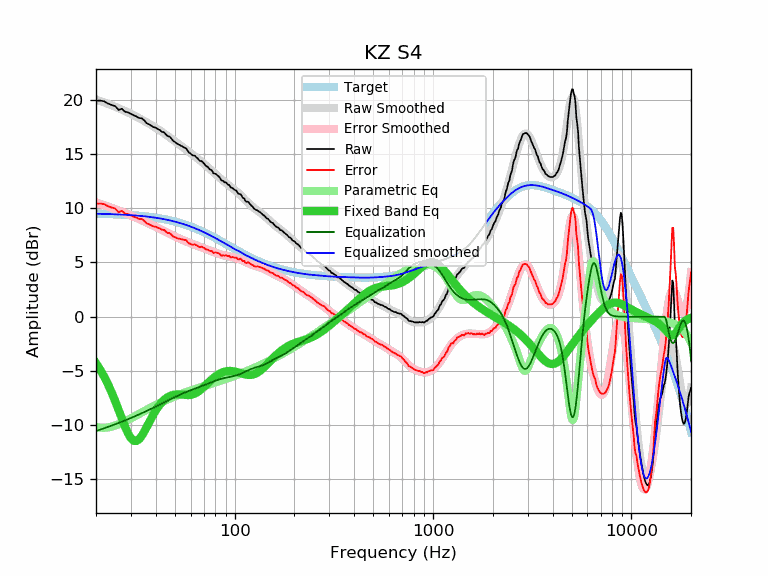 KZ S4
Target
Raw Smoothed
Error Smoothed
Raw
Error
Parametric Eq
Fixed Band Eq
Equalization
Equalized smoothed
Amplitude (dBr)
20
15
10
5
0
−5
−10
−15
100
1000
10000
Frequency (Hz)